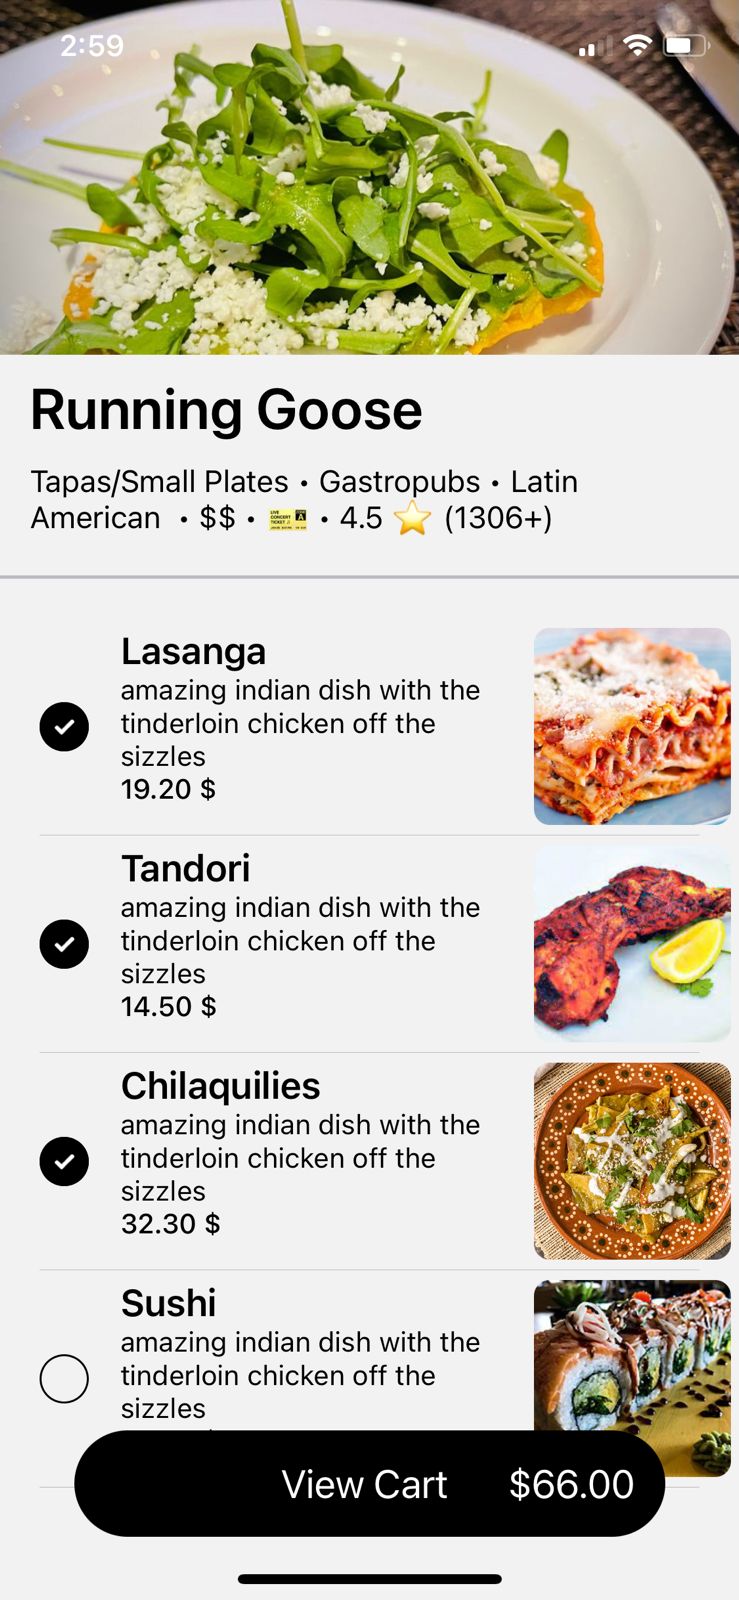 2:59
Running Goose
Tapas/Small Plates • Gastropubs • Latin
American • $$ • 🎫 • 4.5 ⭐ (1306+)
Lasanga
amazing indian dish with the
tinderloin chicken off the
sizzles
19.20 $
Tandori
amazing indian dish with the
tinderloin chicken off the
sizzles
14.50 $
Chilaquilies
amazing indian dish with the
tinderloin chicken off the
sizzles
32.30 $
Sushi
amazing indian dish with the
tinderloin chicken off the
sizzles
View Cart $66.00